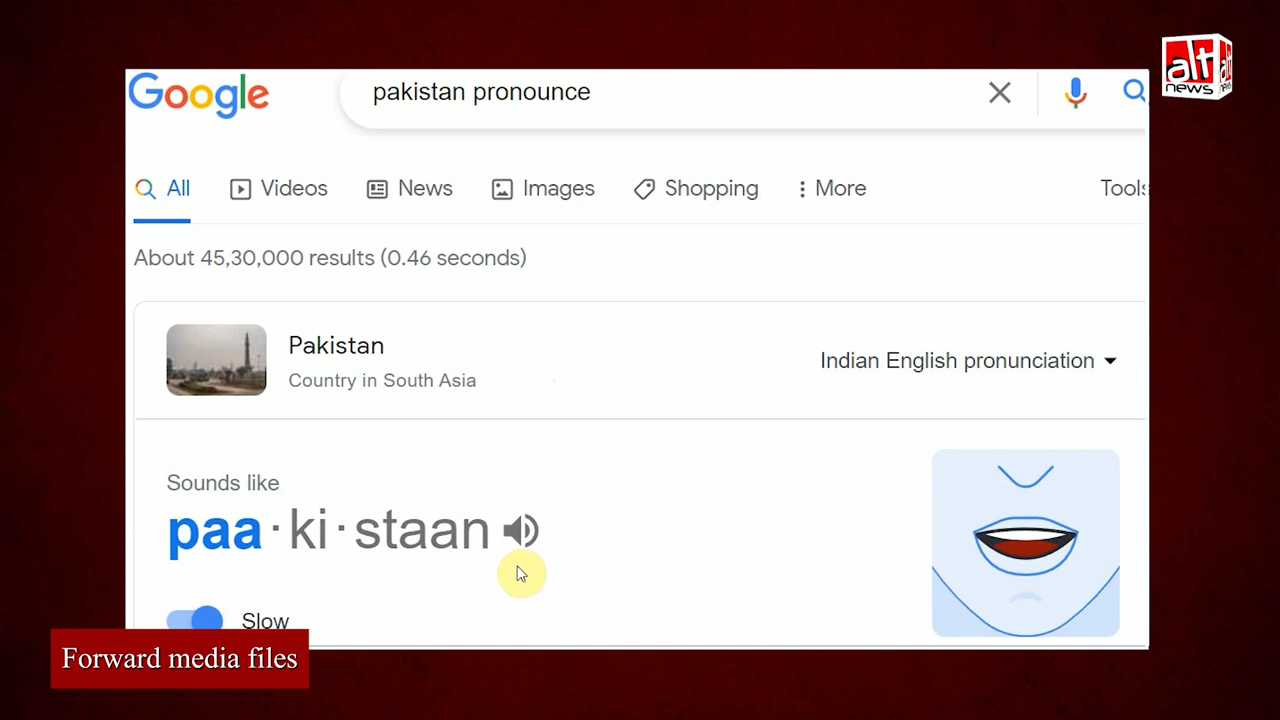 alt
news
Google
pakistan pronounce
All
Videos
News
Images
Shopping
More
Tools
About 45,30,000 results (0.46 seconds)
Pakistan
Country in South Asia
Indian English pronunciation
Sounds like
paa·ki·staan
Slow
Forward media files